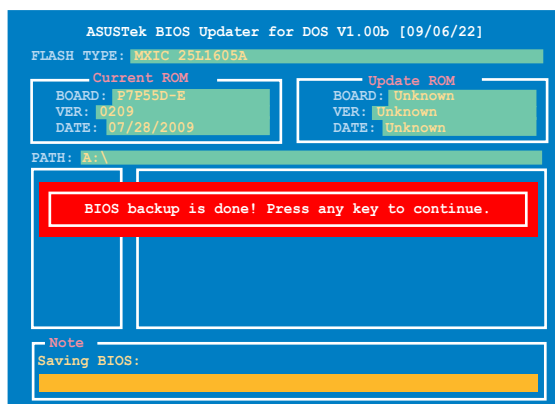 ASUSTek BIOS Updater for DOS V1.00b [09/06/22]
FLASH TYPE: MXIC 25L1605A
Current ROM
BOARD: P7P55D-E
VER: 0209
DATE: 07/28/2009
Update ROM
BOARD: Unknown
VER: Unknown
DATE: Unknown
PATH: A:\
BIOS backup is done! Press any key to continue.
Note
Saving BIOS: